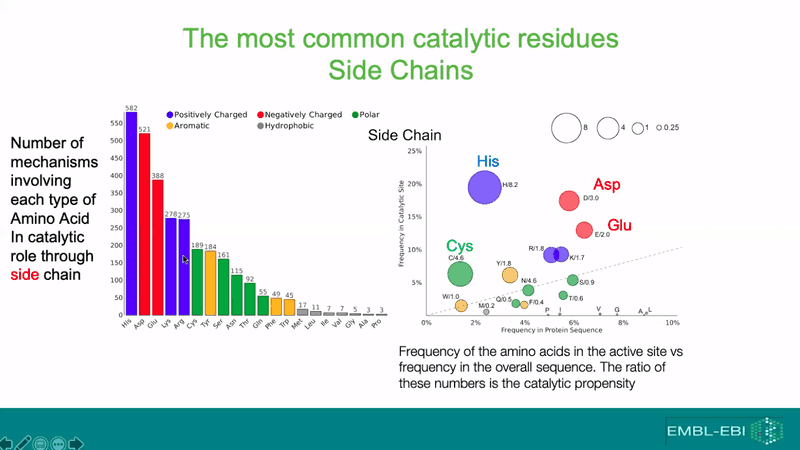 The most common catalytic residues
Side Chains
Number of
mechanisms
involving
each type of
Amino Acid
In catalytic
role through
side chain
Positively Charged
Negatively Charged
Polar
Aromatic
Hydrophobic
550
500
450
400
350
300
250
200
150
100
50
0
582
521
388
278
275
189
184
161
115
92
55
49
45
17
11
7
7
5
3
3
His
Asp
Glu
Lys
Arg
Cys
Tyr
Ser
Asn
Thr
Gln
Phe
Trp
Met
Leu
Ile
Val
Gly
Ala
Pro
Side Chain
8
4
1
0.25
Frequency in Catalytic Site
25%
20%
15%
10%
5%
His
H/8.2
Asp
D/3.0
Glu
E/2.0
R/1.8
K/1.7
Cys
C/4.6
Y/1.8
N/4.6
S/0.9
W/1.0
M/0.2
Q/0.5
F/0.4
T/0.6
P
I
V
G
A
L
0%
2%
4%
6%
8%
10%
Frequency in Protein Sequence
Frequency of the amino acids in the active site vs
frequency in the overall sequence. The ratio of
these numbers is the catalytic propensity
EMBL-EBI